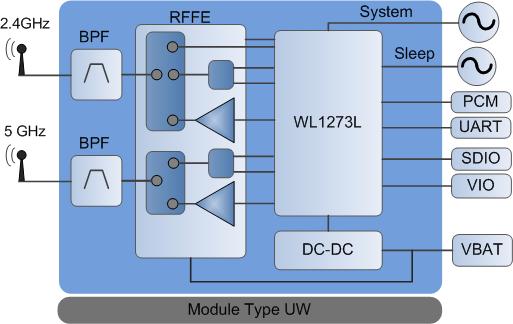 RFFE
System
2.4GHz
BPF
Sleep
PCM
WL1273L
UART
5 GHz
BPF
SDIO
VIO
DC-DC
VBAT
Module Type UW